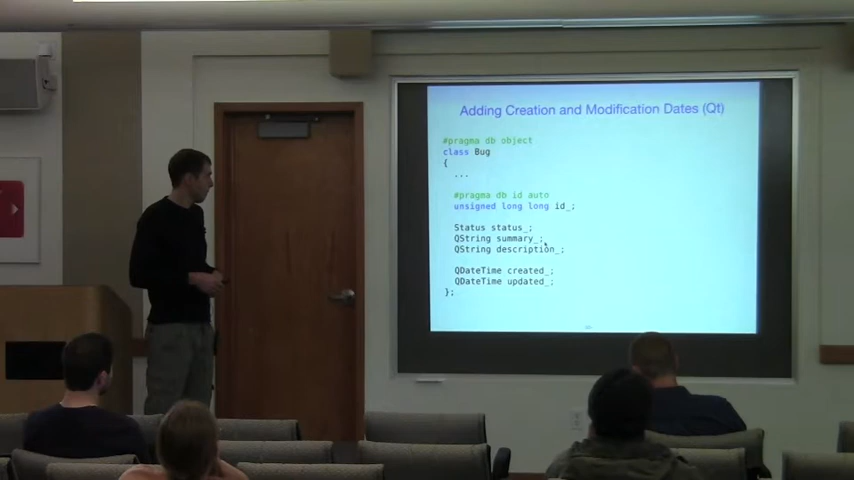 Adding Creation and Modification Dates (Qt)
#pragma db object
class Bug
{
...
#pragma db id auto
unsigned long long id_;
Status status_;
QString summary_;
QString description_;
QDateTime created_;
QDateTime updated_;
};